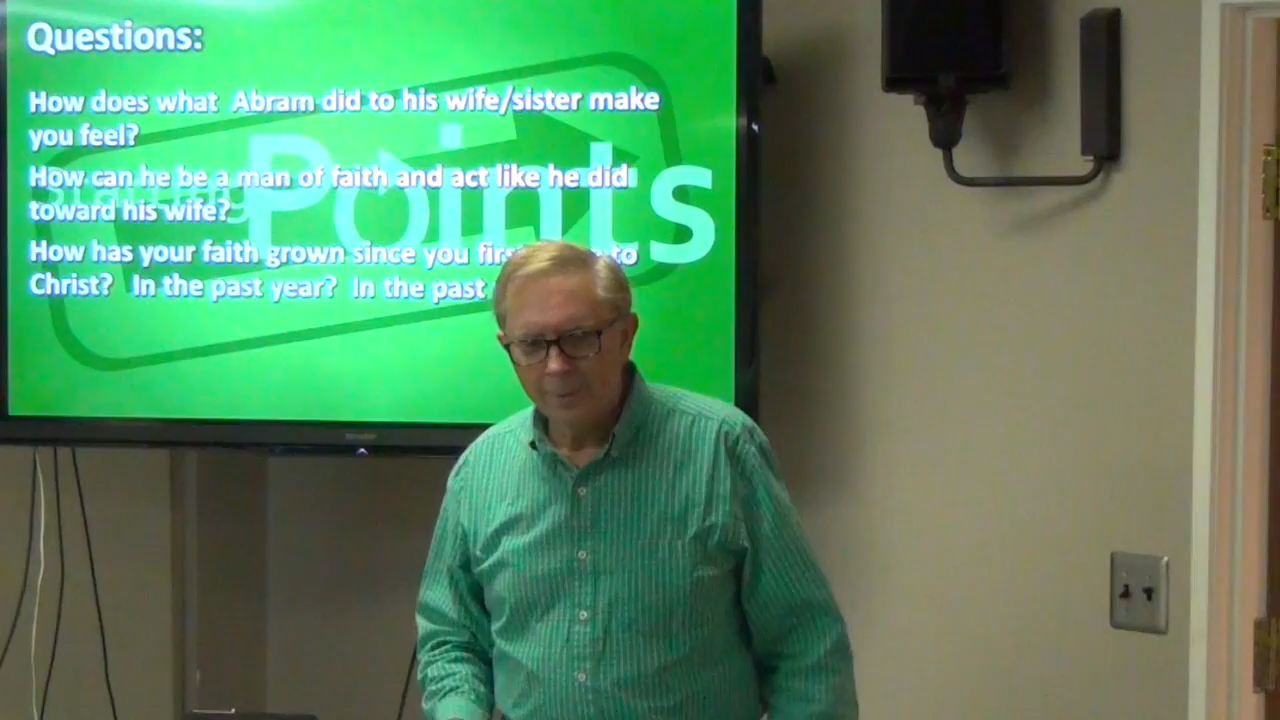 Questions:
How does what Abram did to his wife/sister make
you feel?
How can he be a man of faith and act like he did
toward his wife?
How has your faith grown since you to
Christ? In the past year? In the past
Starting
Points